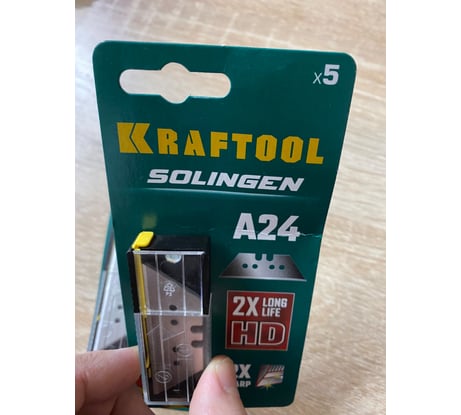 x5
KRAFTOOL
SOLINGEN
A24
2X LONG
LIFE
HD